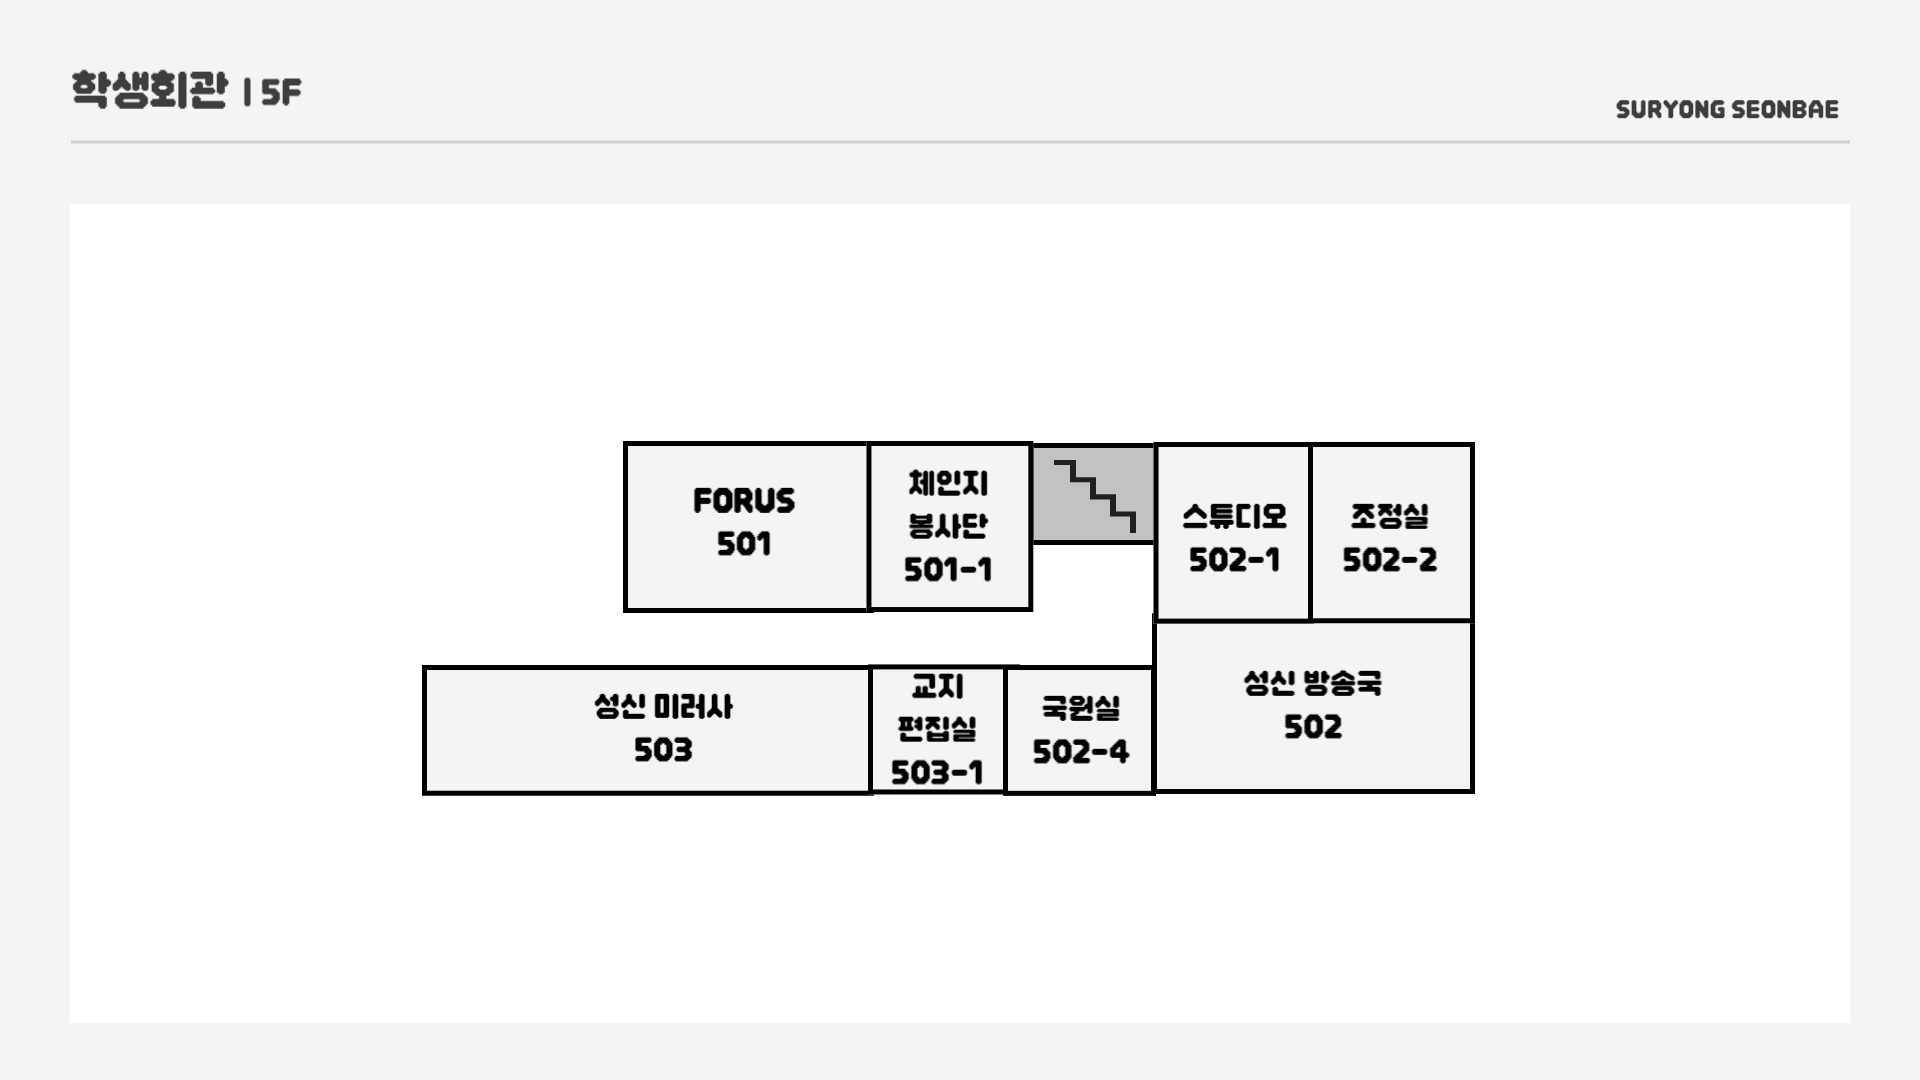 학생회관 | 5F
SURYONG SEONBAE
FORUS
501
체인지
봉사단
501-1
스튜디오
502-1
조정실
502-2
성신 미러사
503
교지
편집실
503-1
국원실
502-4
성신 방송국
502